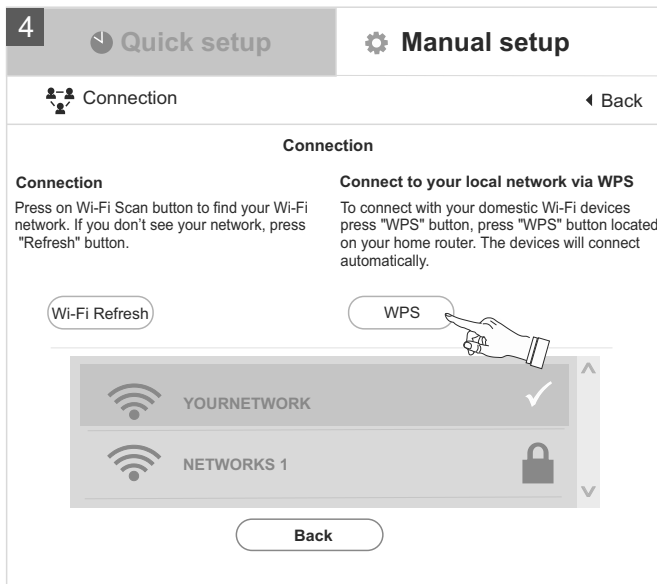 4
Quick setup
Manual setup
Connection
Back
Connection
Connection
Press on Wi-Fi Scan button to find your Wi-Fi
network. If you don't see your network, press
"Refresh" button.
Connect to your local network via WPS
To connect with your domestic Wi-Fi devices
press "WPS" button, press "WPS" button located
on your home router. The devices will connect
automatically.
Wi-Fi Refresh
WPS
YOURNETWORK
NETWORKS 1
Back